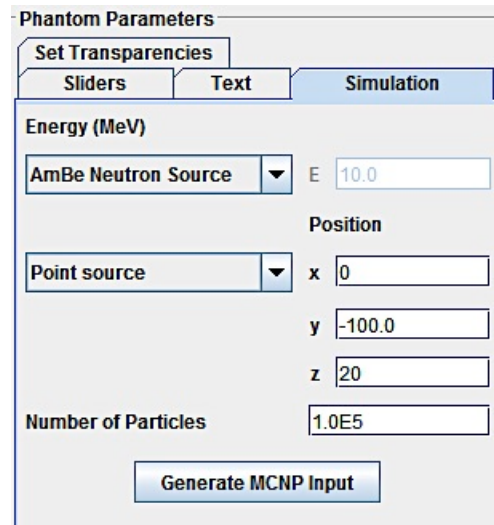 Phantom Parameters
Set Transparencies
Sliders Text Simulation
Energy (MeV)
AmBe Neutron Source E 10.0
Position
Point source x 0
y -100.0
z 20
Number of Particles 1.0E5
Generate MCNP Input